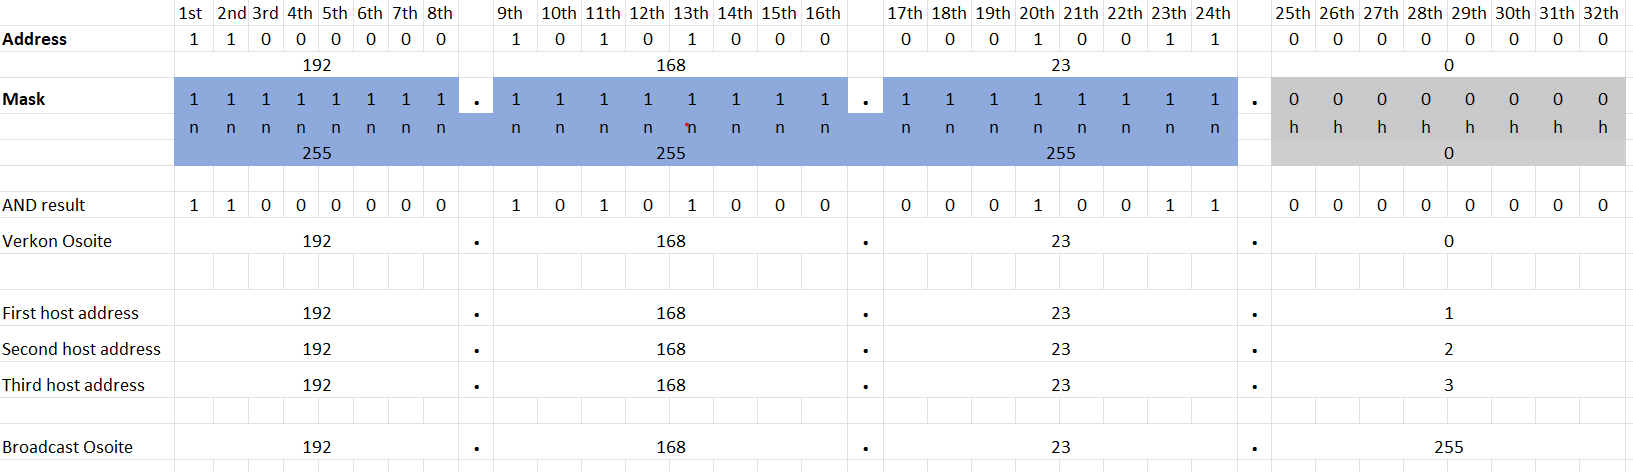 1st 2nd 3rd 4th 5th 6th 7th 8th 9th 10th 11th 12th 13th 14th 15th 16th 17th 18th 19th 20th 21th 22th 23th 24th 25th 26th 27th 28th 29th 30th 31th 32th
Address 1 1 0 0 0 0 0 0 1 0 1 0 1 0 0 0 0 0 0 1 0 0 1 1 0 0 0 0 0 0 0 0
192 168 23 0
Mask 1 1 1 1 1 1 1 1 . 1 1 1 1 1 1 1 1 . 1 1 1 1 1 1 1 1 . 0 0 0 0 0 0 0 0
n n n n n n n n n n n n n n n n n n n n n n n n h h h h h h h h
255 255 255 0
AND result 1 1 0 0 0 0 0 0 1 0 1 0 1 0 0 0 0 0 0 1 0 0 1 1 0 0 0 0 0 0 0 0
Verkon Osoite 192 . 168 . 23 . 0
First host address 192 . 168 . 23 . 1
Second host address 192 . 168 . 23 . 2
Third host address 192 . 168 . 23 . 3
Broadcast Osoite 192 . 168 . 23 . 255